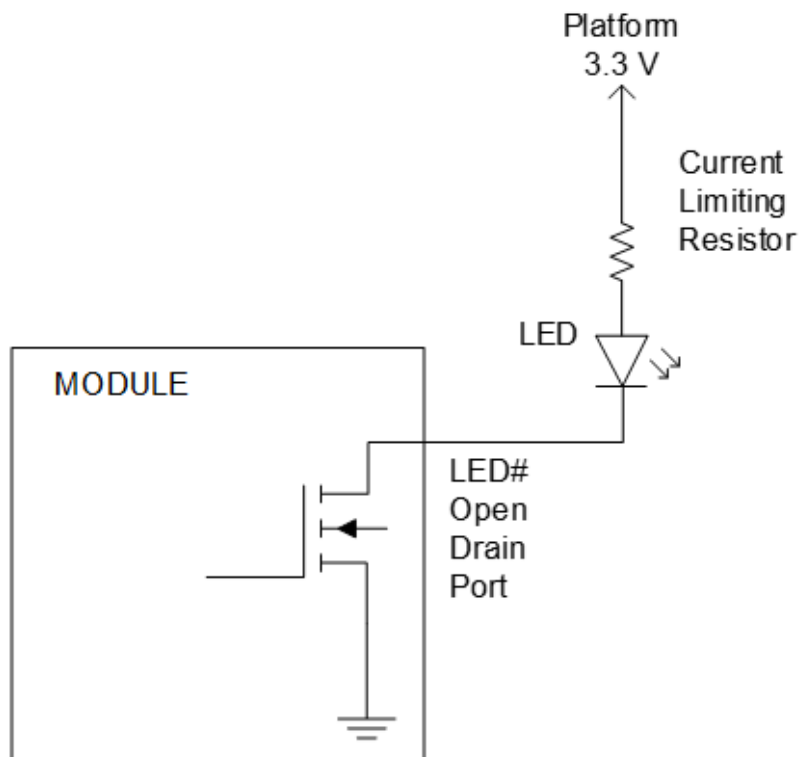 Platform
3.3 V
Current
Limiting
Resistor
LED
MODULE
LED#
Open
Drain
Port